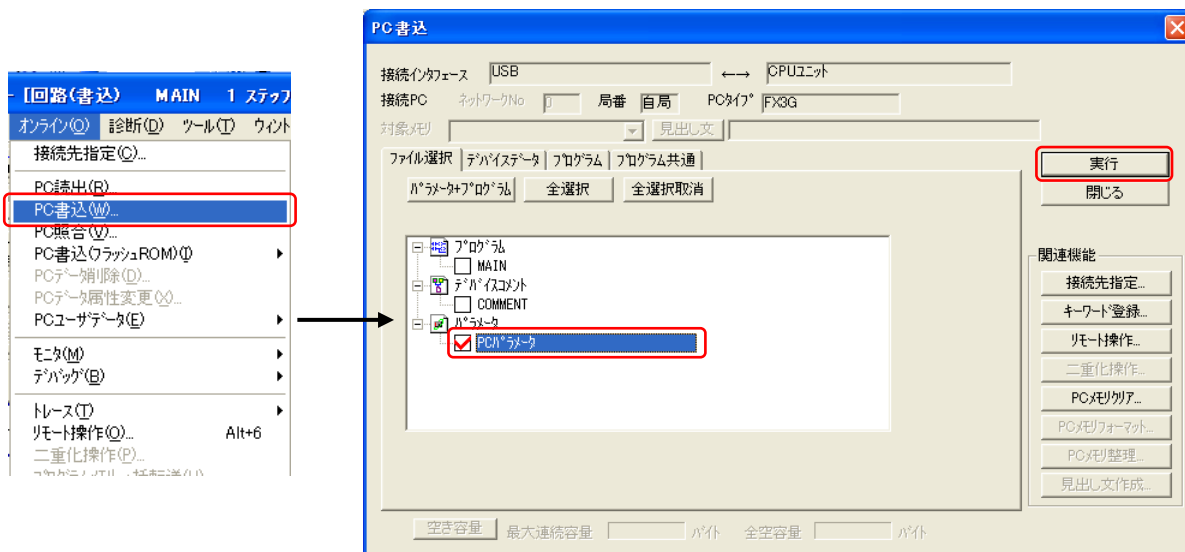 [回路(書込)　MAIN　1 ステップ
オンライン(O) 診断(D) ツール(T) ウィント
接続先指定(C)...
PC読出(R)...
PC書込(W)...
PC照合(V)...
PC書込(フラッシュROM)(I)
PCデータ削除(D)...
PCデータ属性変更(X)...
PCユーザデータ(E)
モニタ(M)
デバッグ(B)
トレース(T)
リモート操作(O)... Alt+6
二重化操作(P)...
PC書込
接続インタフェース USB ←→ CPUユニット
接続PC ネットワークNo 0 局番 自局 PCタイプ FX3G
対象メモリ 見出し文
ファイル選択 デバイスデータ プログラム プログラム共通
パラメータ+プログラム 全選択 全選択取消
プログラム
MAIN
デバイスコメント
COMMENT
パラメータ
PCパラメータ
実行
閉じる
関連機能
接続先指定...
キーワード登録...
リモート操作...
二重化操作...
PCメモリクリア...
PCメモリフォーマット...
PCメモリ整理...
見出し文作成...
空き容量 最大連続容量 バイト 全空容量 バイト